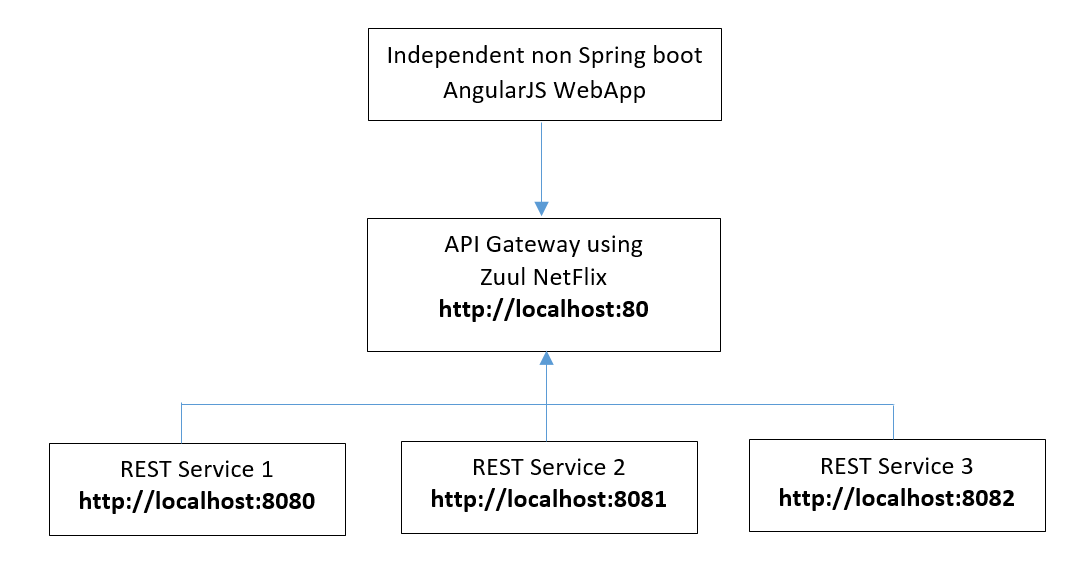 Independent non Spring boot
AngularJS WebApp
API Gateway using
Zuul NetFlix
http://localhost:80
REST Service 1
http://localhost:8080
REST Service 2
http://localhost:8081
REST Service 3
http://localhost:8082